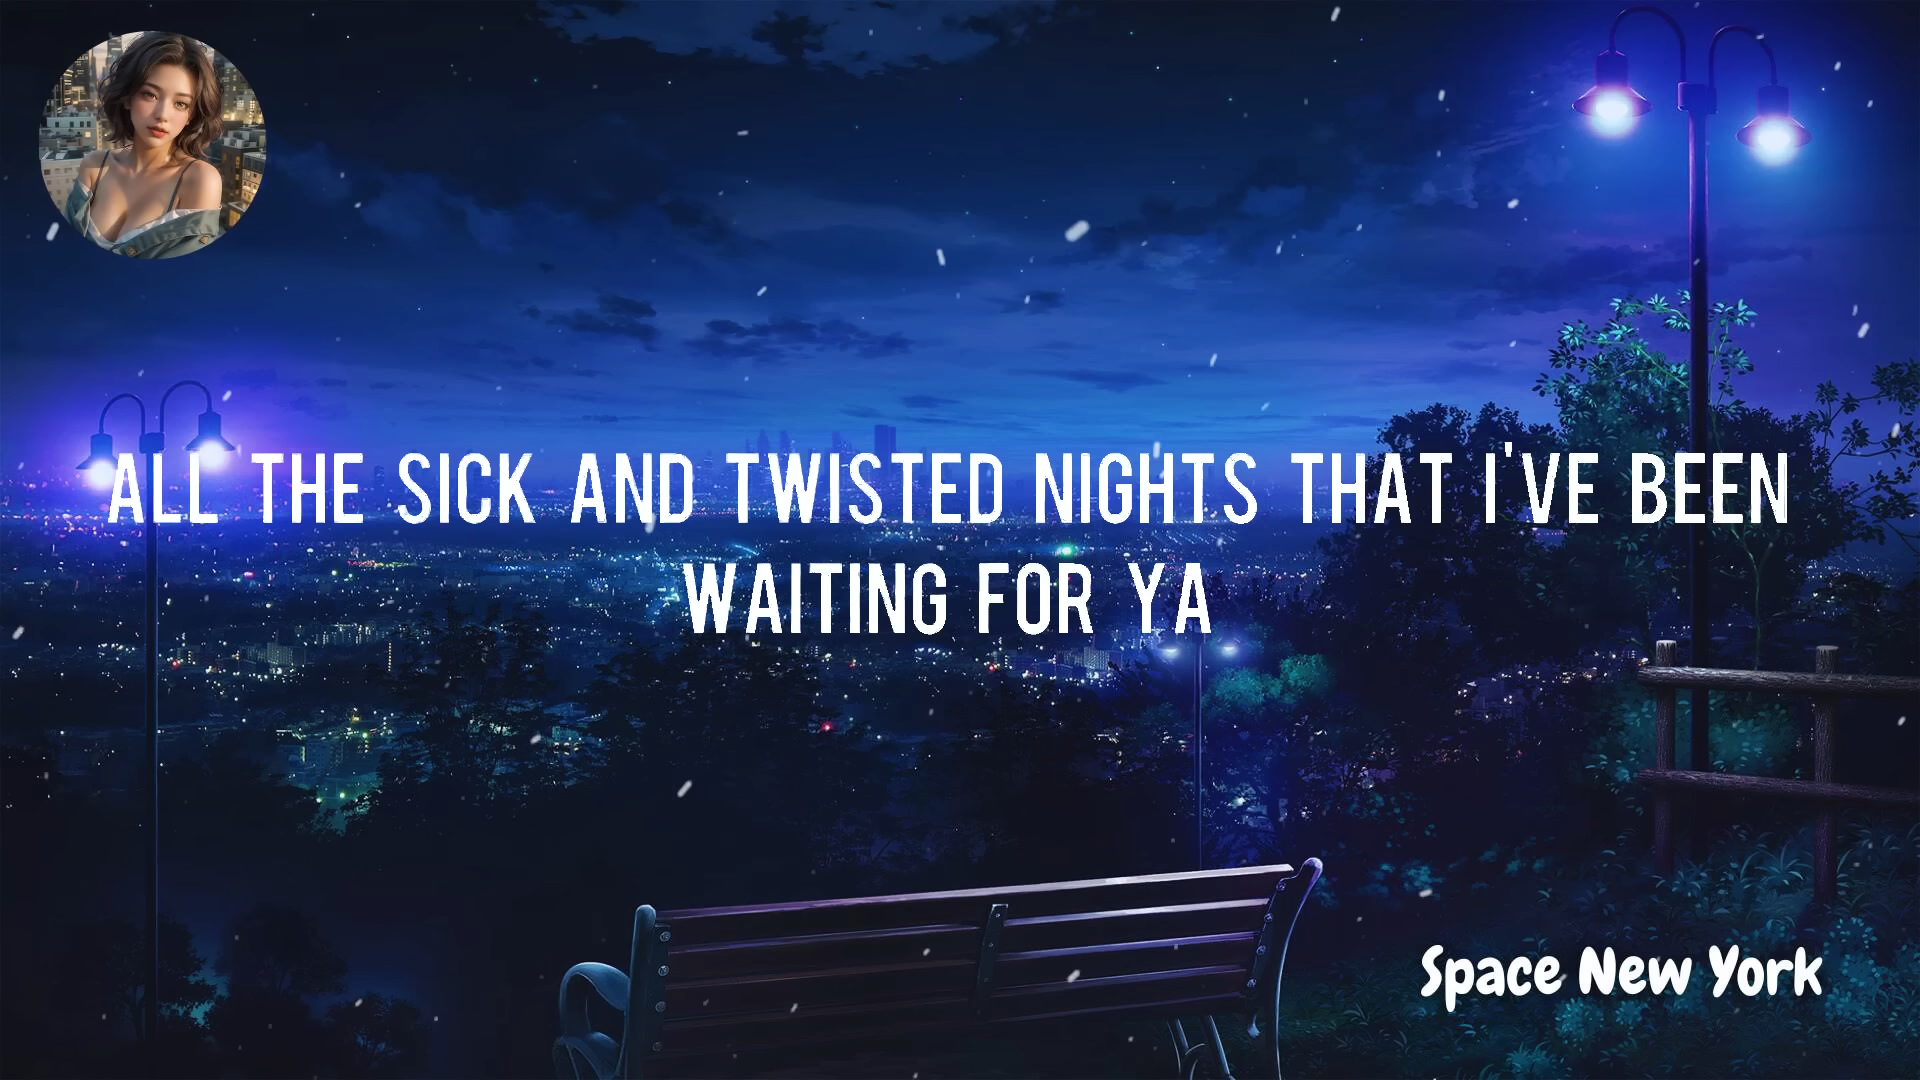 ALL THE SICK AND TWISTED NIGHTS THAT I'VE BEEN
WAITING FOR YA
Space New York